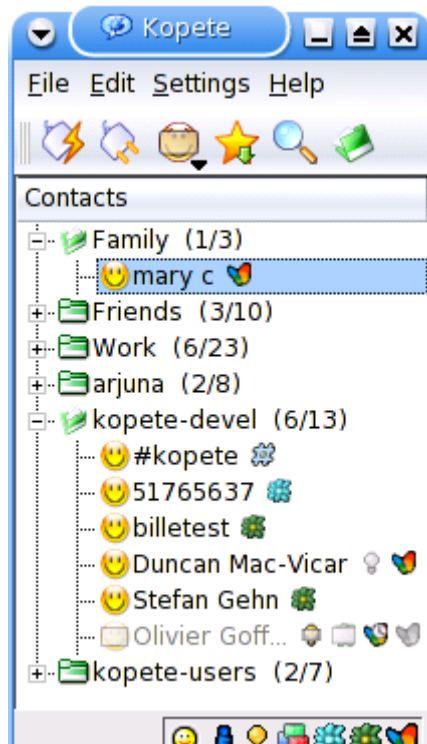 Kopete
File Edit Settings Help
Contacts
Family (1/3)
mary c
Friends (3/10)
Work (6/23)
arjuna (2/8)
kopete-devel (6/13)
#kopete
51765637
billetest
Duncan Mac-Vicar
Stefan Gehn
Olivier Goff...
kopete-users (2/7)